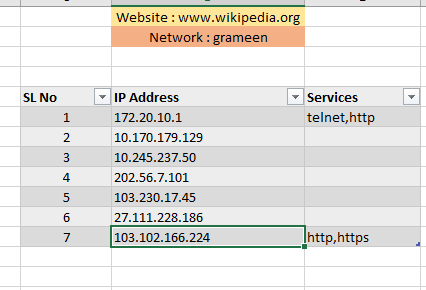 Website : www.wikipedia.org
Network : grameen
SL No IP Address Services
1 172.20.10.1 telnet,http
2 10.170.179.129
3 10.245.237.50
4 202.56.7.101
5 103.230.17.45
6 27.111.228.186
7 103.102.166.224 http,https